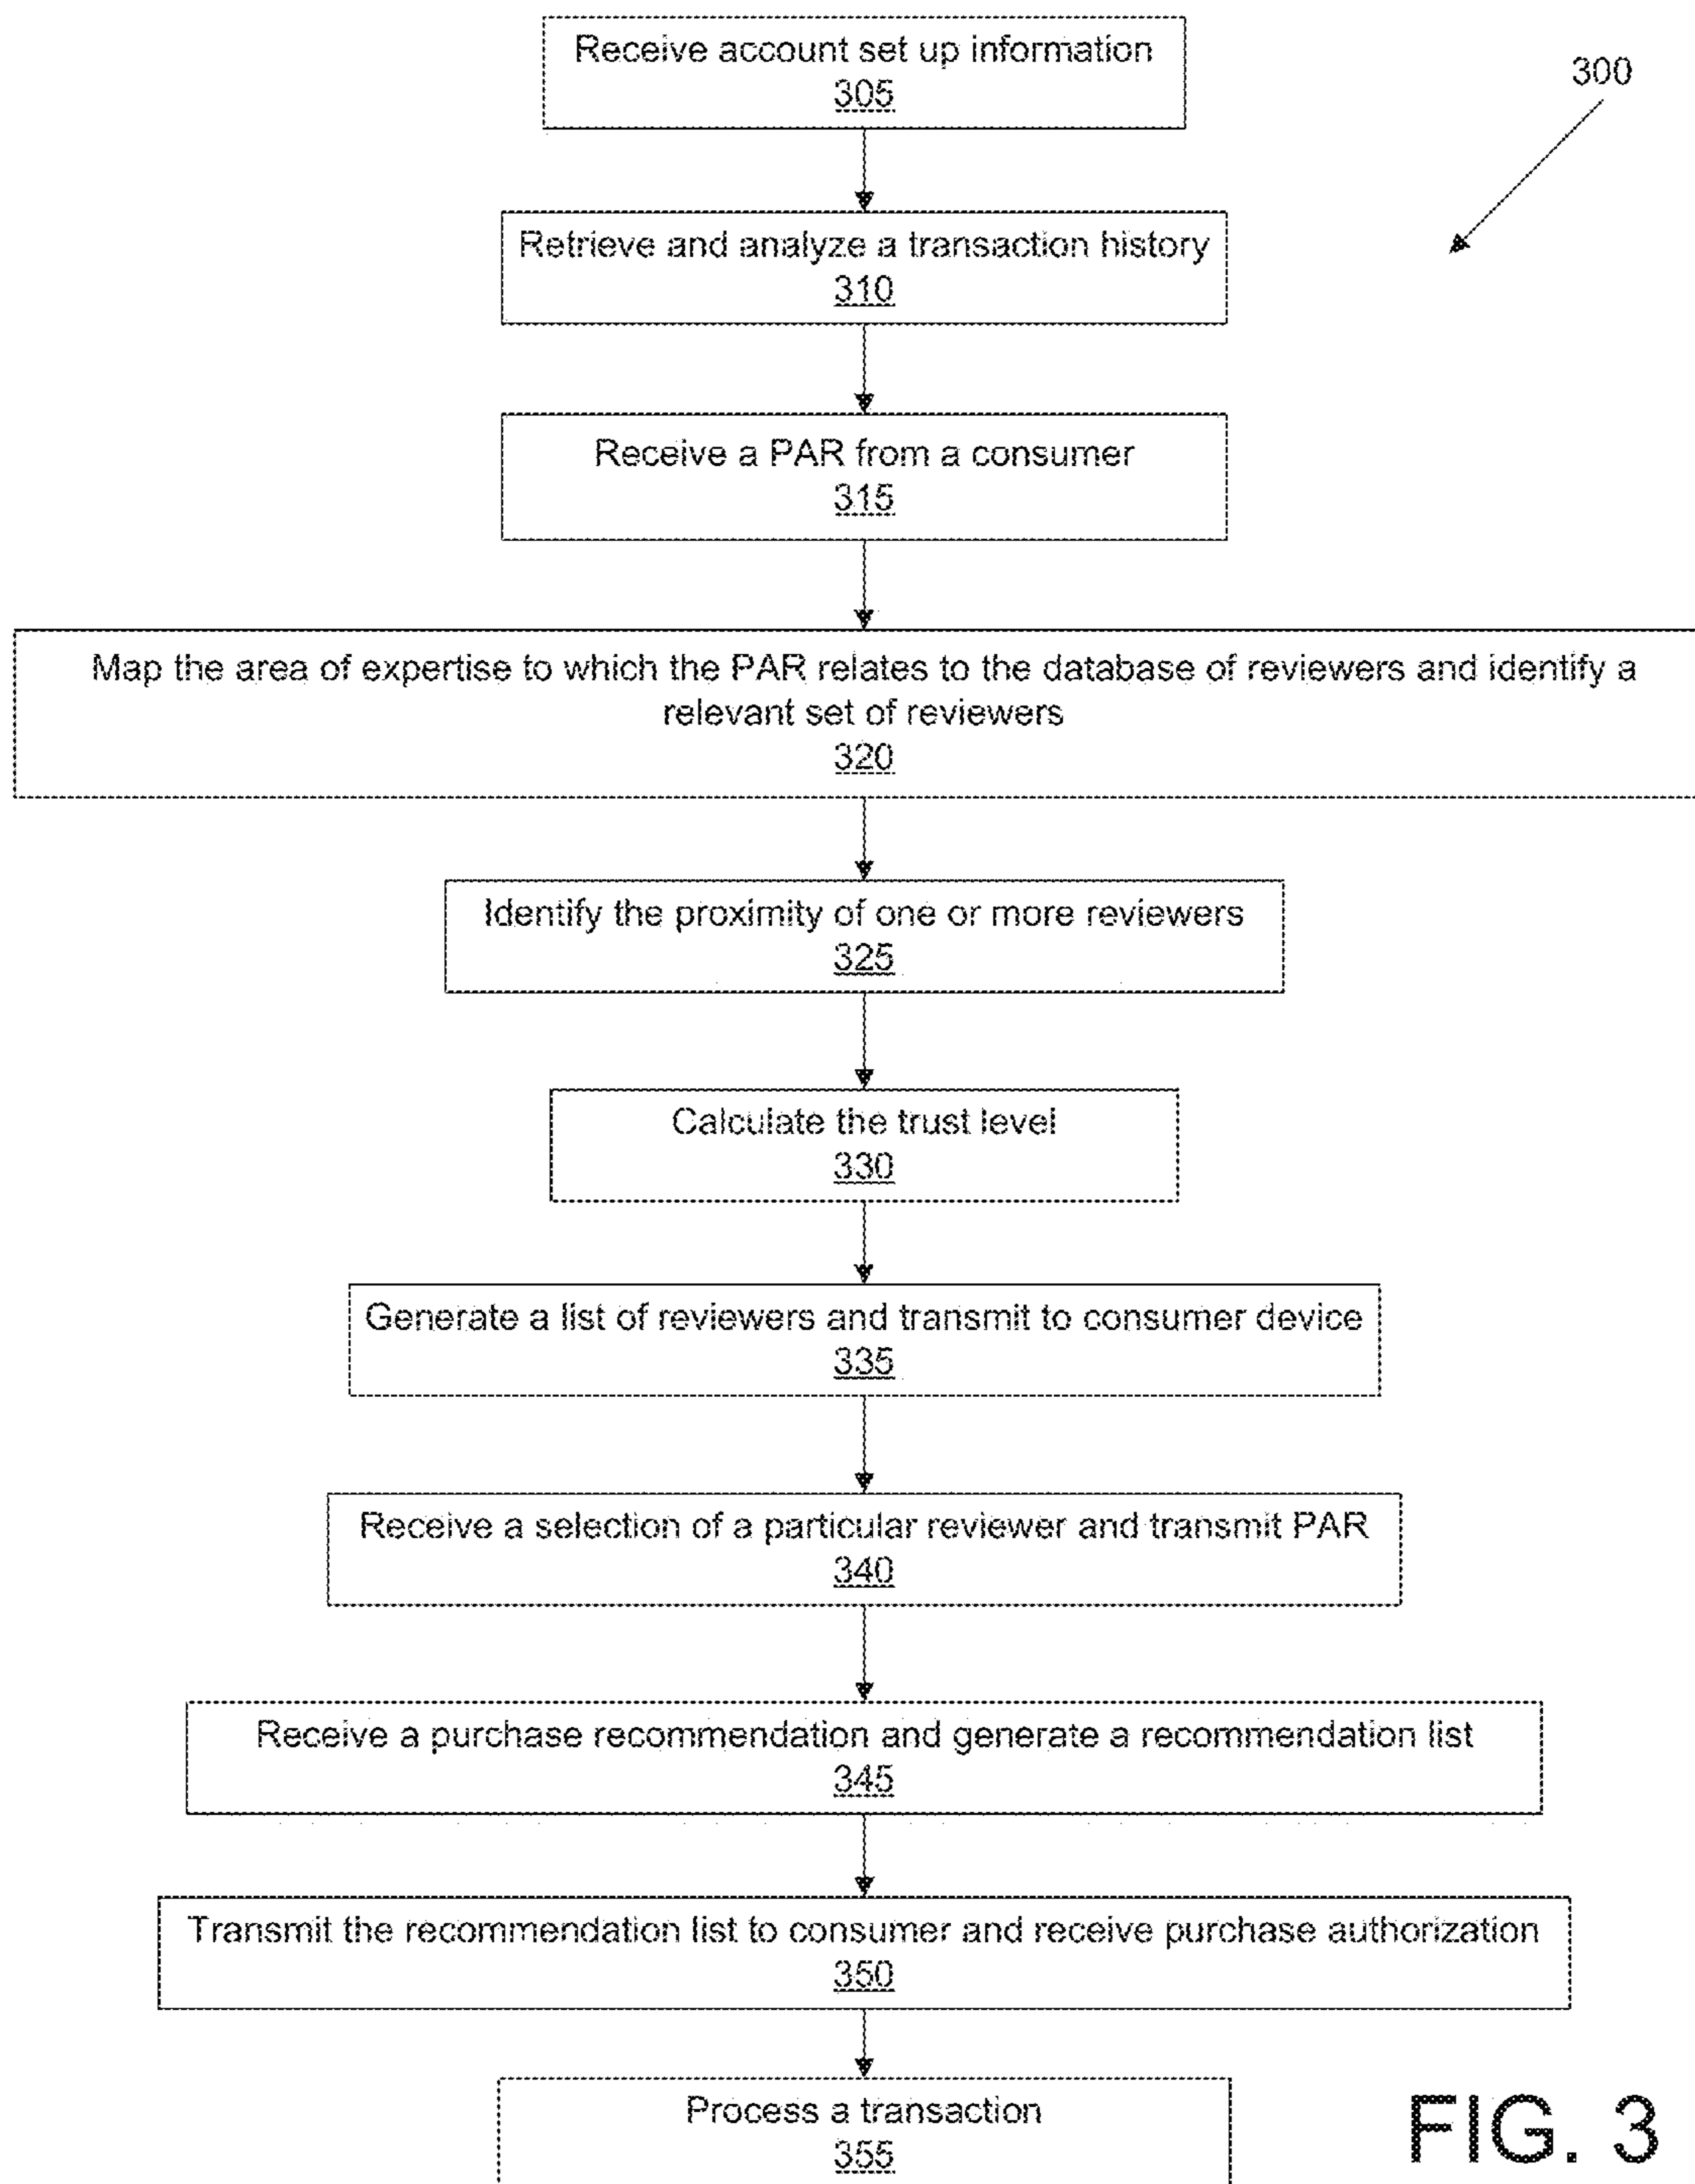 Receive account set up information
305
300
Retrieve and analyze a transaction history
310
Receive a PAR from a consumer
315
Map the area of expertise to which the PAR relates to the database of reviewers and identify a
relevant set of reviewers
320
Identify the proximity of one or more reviewers
325
Calculate the trust level
330
Generate a list of reviewers and transmit to consumer device
335
Receive a selection of a particular reviewer and transmit PAR
340
Receive a purchase recommendation and generate a recommendation list
345
Transmit the recommendation list to consumer and receive purchase authorization
350
Process a transaction
355
FIG. 3